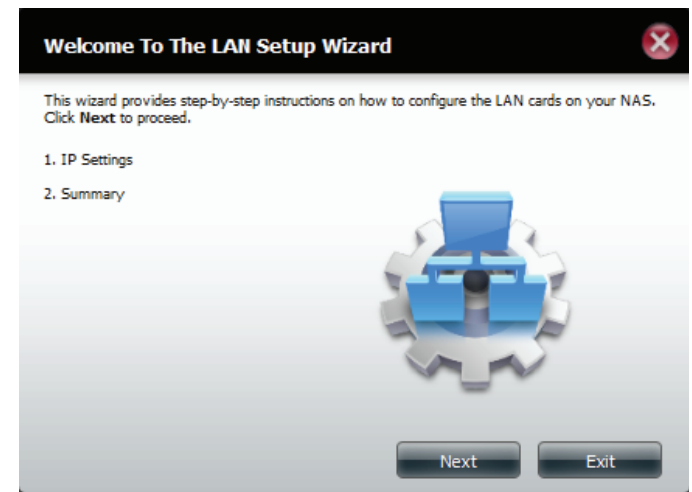 Welcome To The LAN Setup Wizard
This wizard provides step-by-step instructions on how to configure the LAN cards on your NAS.
Click Next to proceed.
1. IP Settings
2. Summary
Next Exit